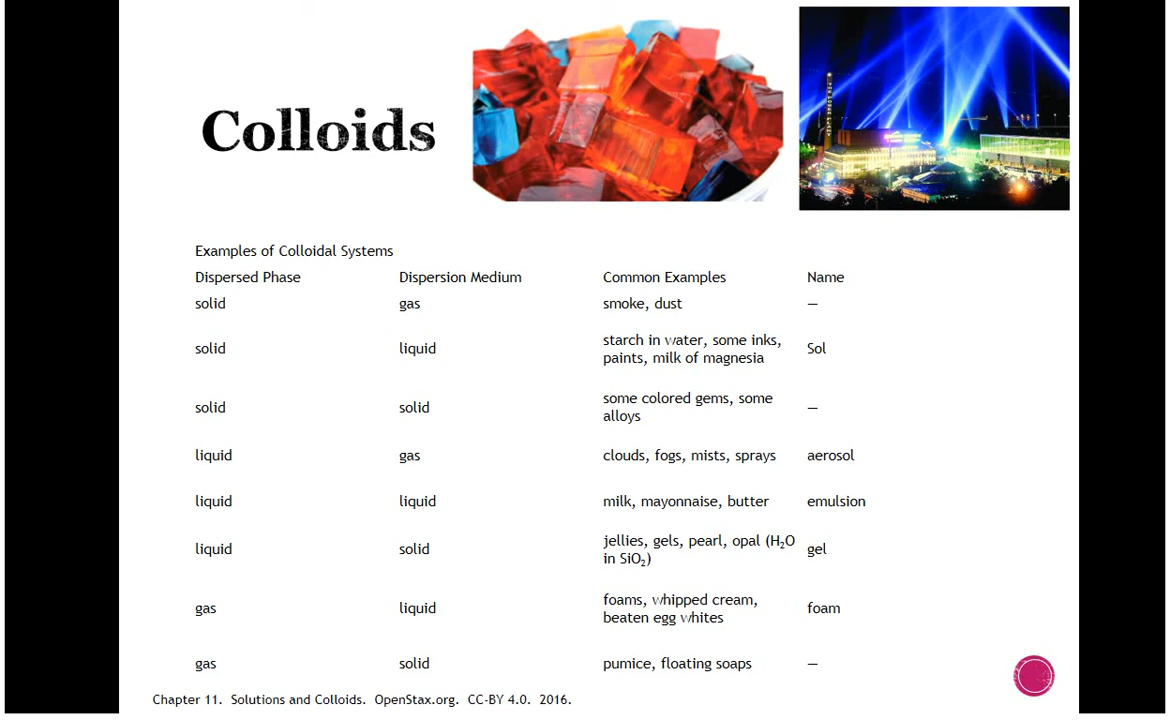 Colloids
THE POWER PLANT
Examples of Colloidal Systems
Dispersed Phase Dispersion Medium Common Examples Name
solid gas smoke, dust —
solid liquid starch in water, some inks, paints, milk of magnesia Sol
solid solid some colored gems, some alloys —
liquid gas clouds, fogs, mists, sprays aerosol
liquid liquid milk, mayonnaise, butter emulsion
liquid solid jellies, gels, pearl, opal (H₂O in SiO₂) gel
gas liquid foams, whipped cream, beaten egg whites foam
gas solid pumice, floating soaps —
Chapter 11. Solutions and Colloids. OpenStax.org. CC-BY 4.0. 2016.